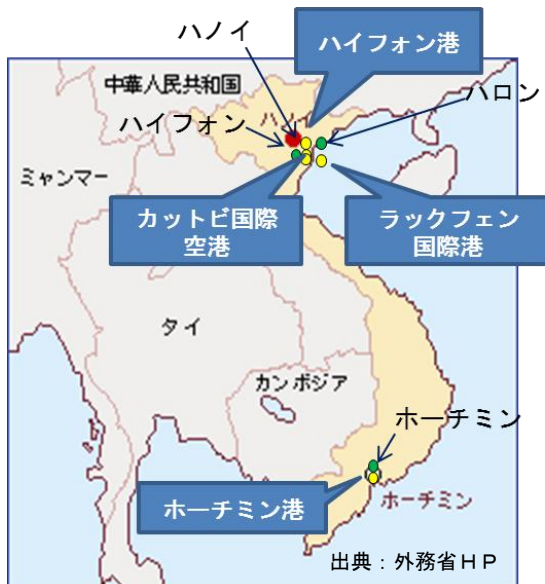 ハノイ
ハイフォン港
中華人民共和国
ハロン
ハイフォン
ミャンマー
カットビ国際
空港
ラックフェン
国際港
タイ
カンボジア
ホーチミン
ホーチミン港
ホーチミン
出典：外務省ＨＰ